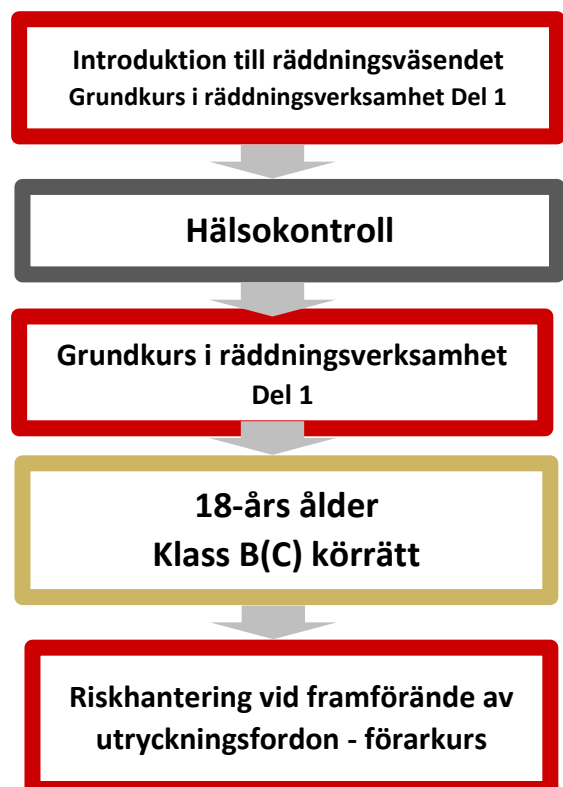 Introduktion till räddningsväsendet
Grundkurs i räddningsverksamhet Del 1
Hälsokontroll
Grundkurs i räddningsverksamhet
Del 1
18-års ålder
Klass B(C) körrätt
Riskhantering vid framförande av
utryckningsfordon - förarkurs